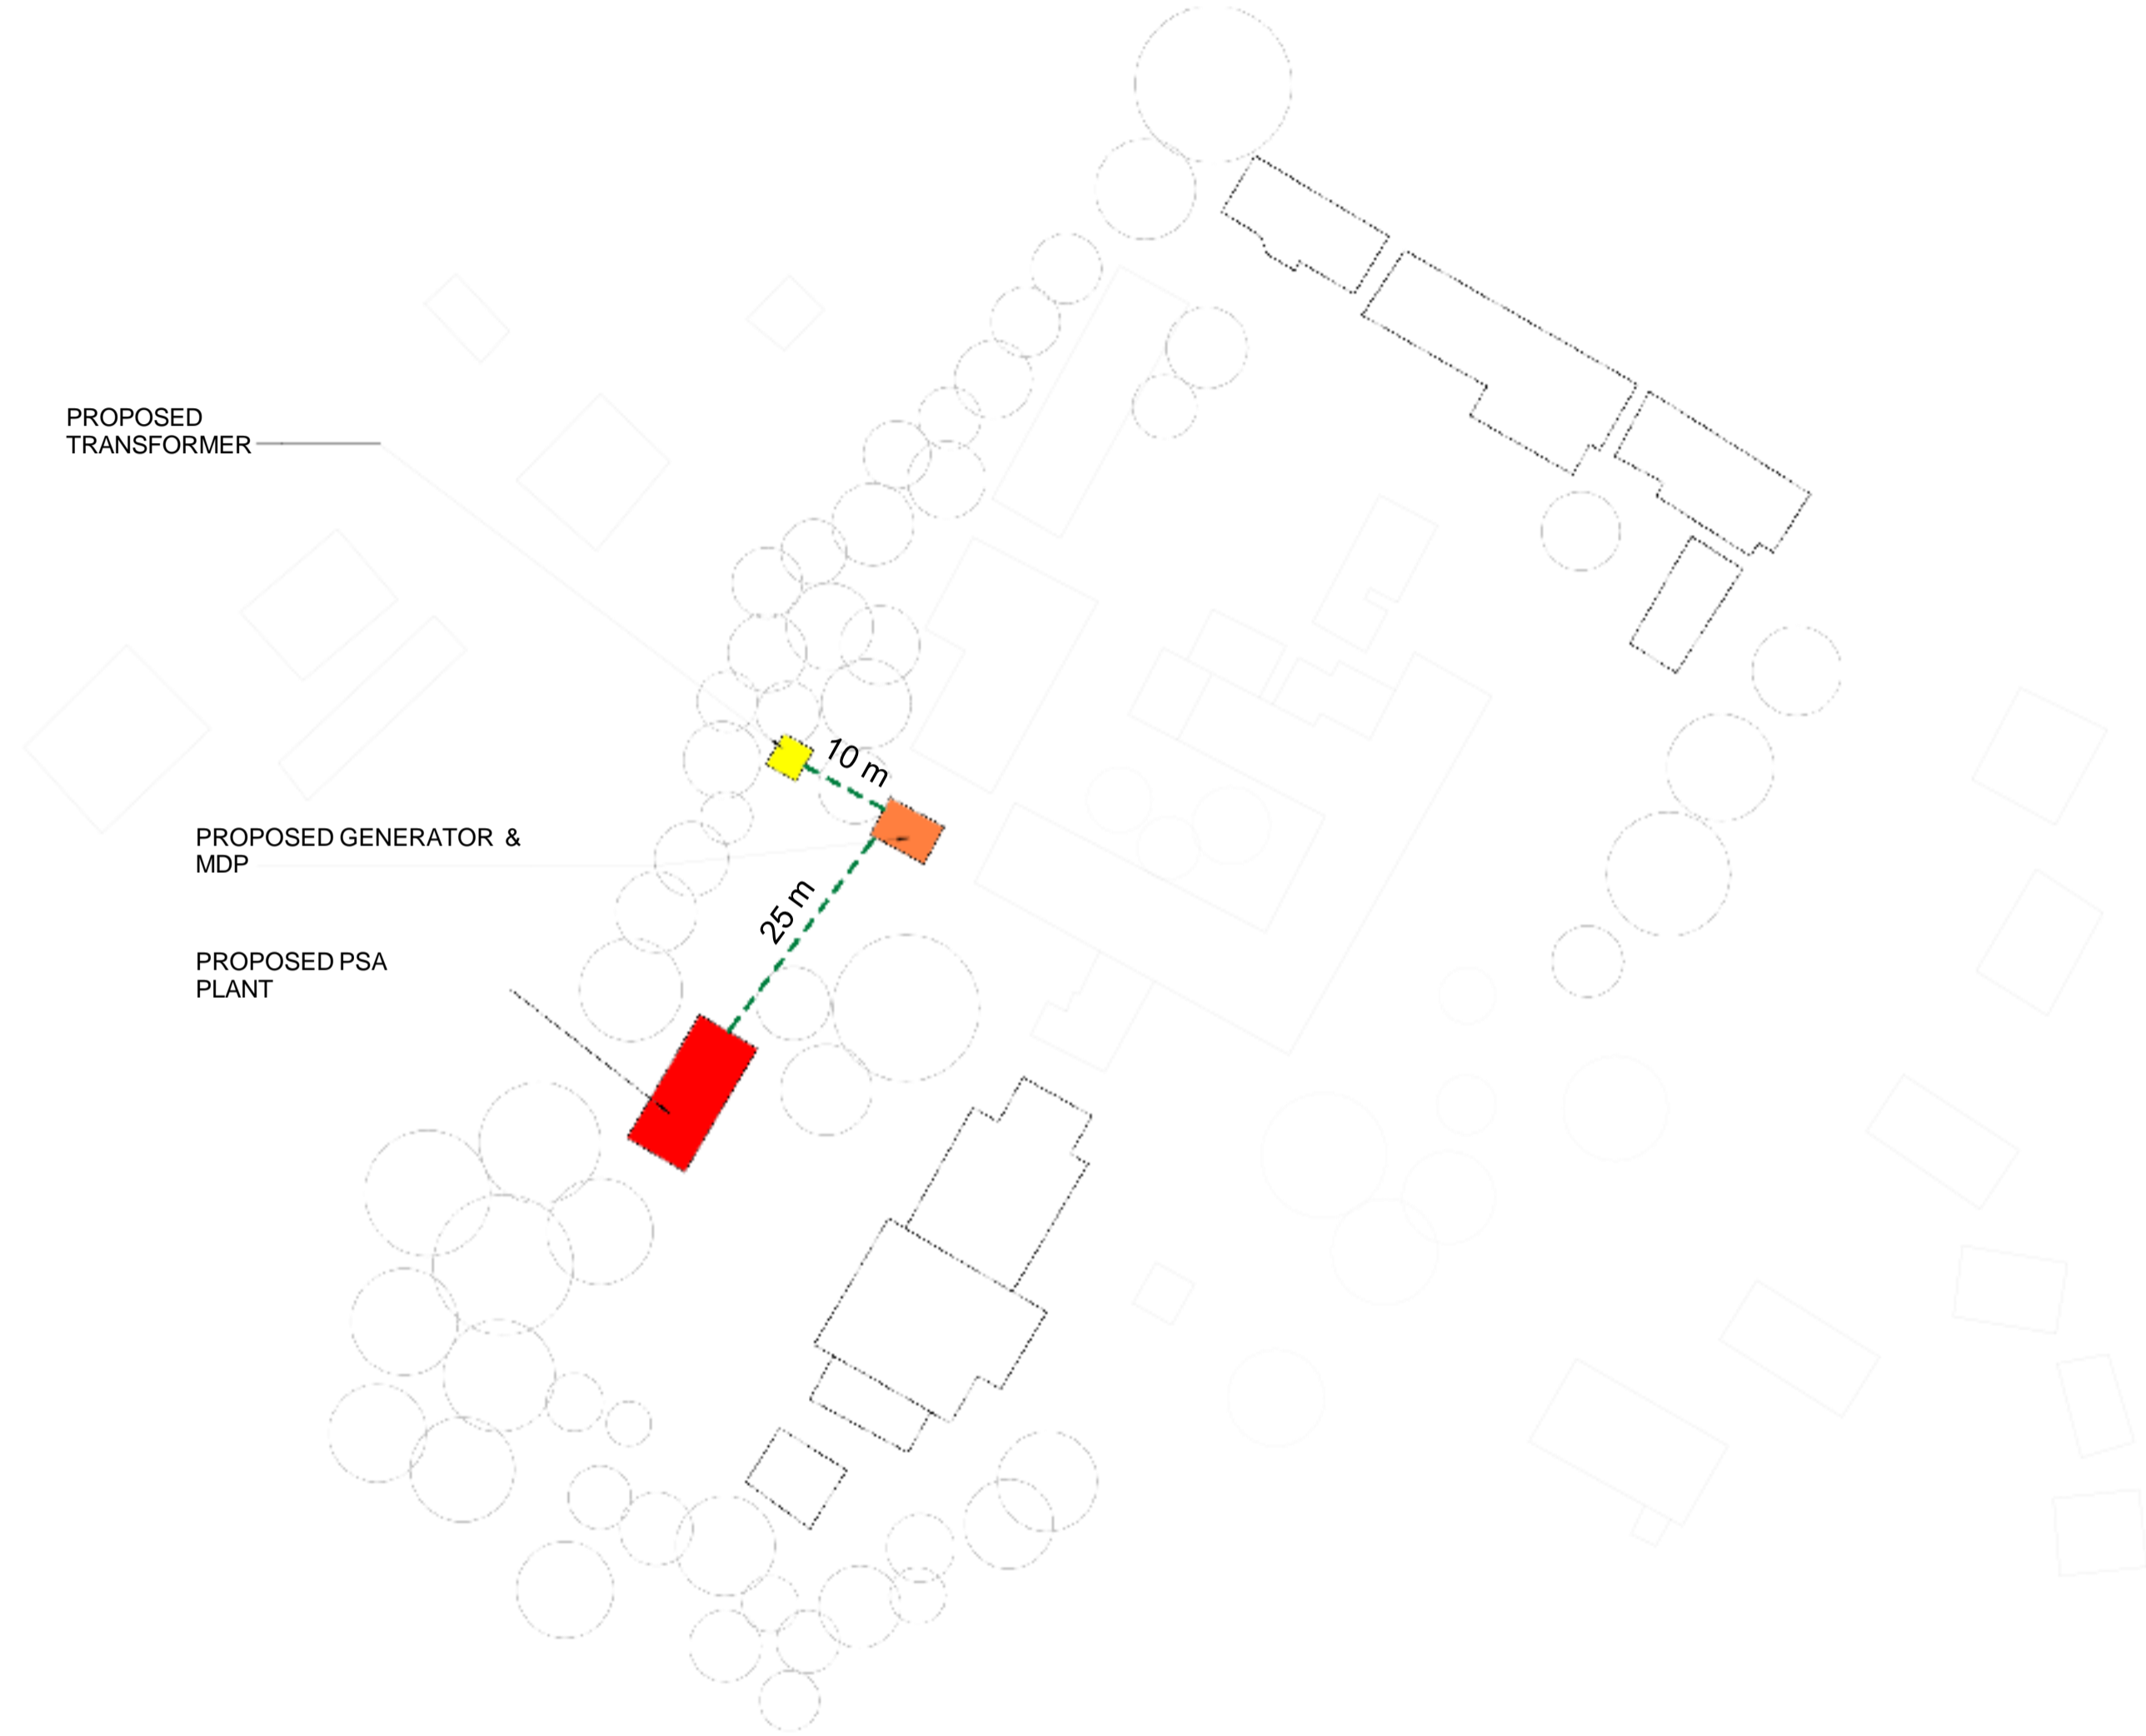 PROPOSED
TRANSFORMER
10 m
PROPOSED GENERATOR &
MDP
25 m
PROPOSED PSA
PLANT